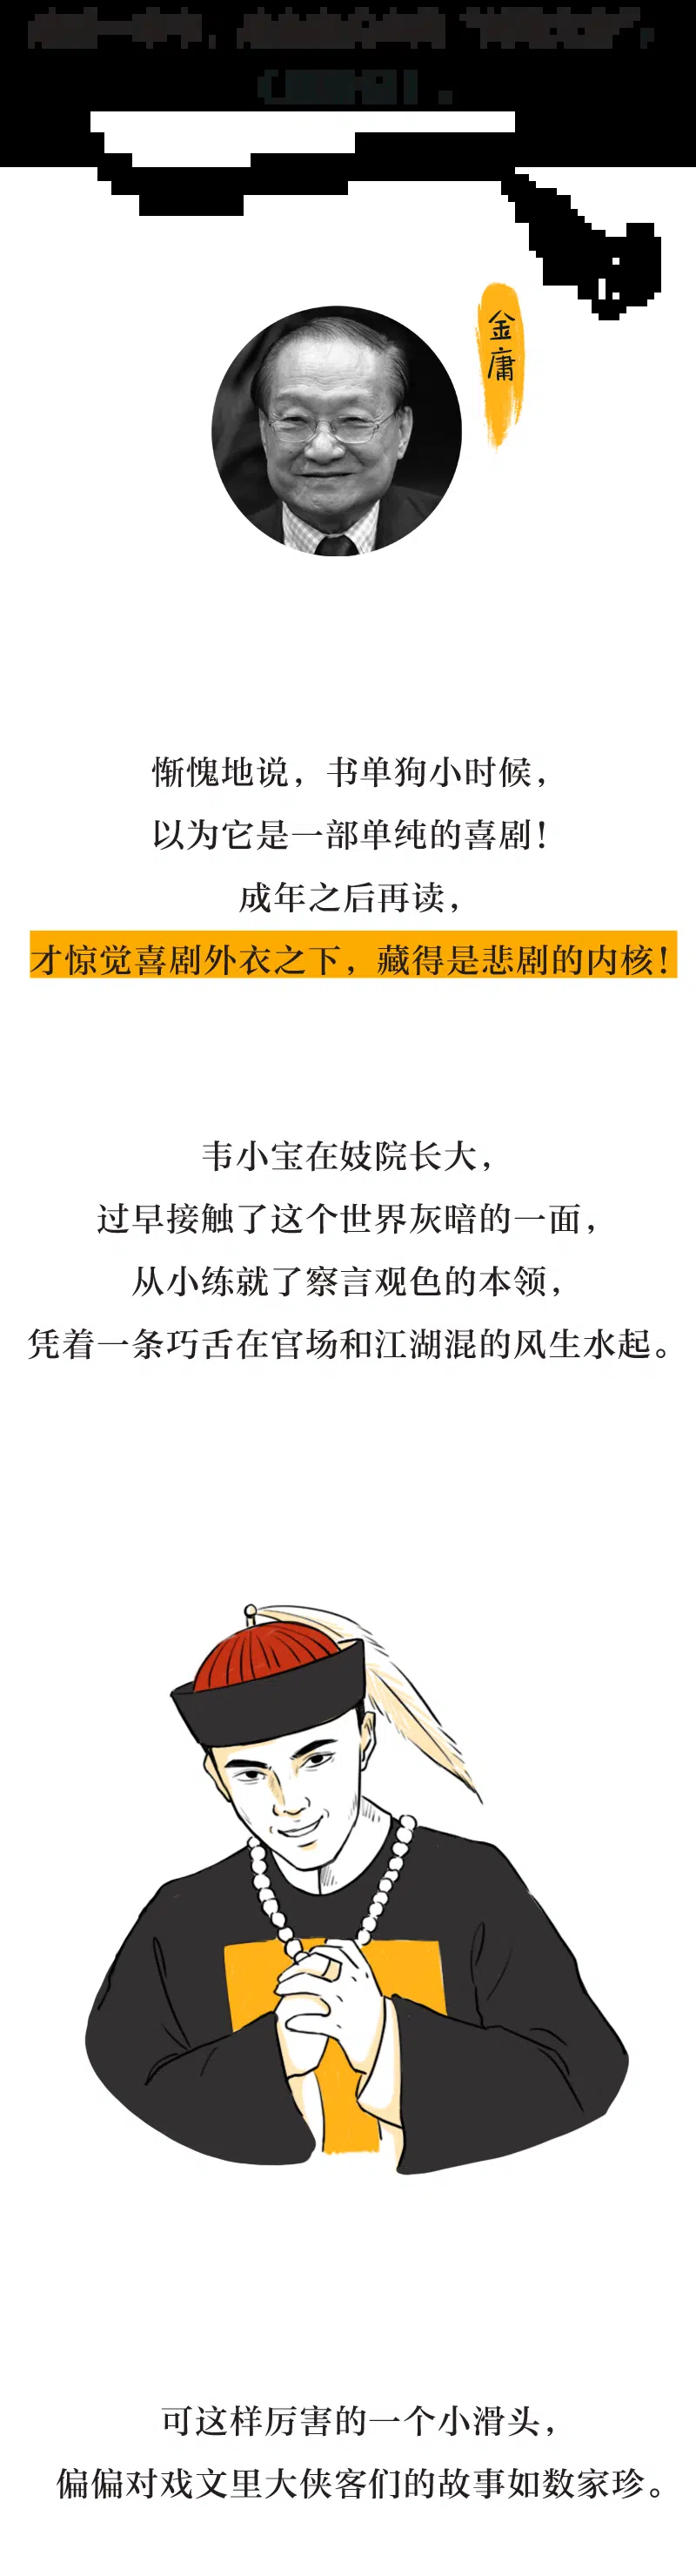 金庸
惭愧地说，书单狗小时候，
以为它是一部单纯的喜剧！
成年之后再读，
才惊觉喜剧外衣之下，藏得是悲剧的内核！
韦小宝在妓院长大，
过早接触了这个世界灰暗的一面，
从小练就了察言观色的本领，
凭着一条巧舌在官场和江湖混的风生水起。
可这样厉害的一个小滑头，
偏偏对戏文里大侠客们的故事如数家珍。